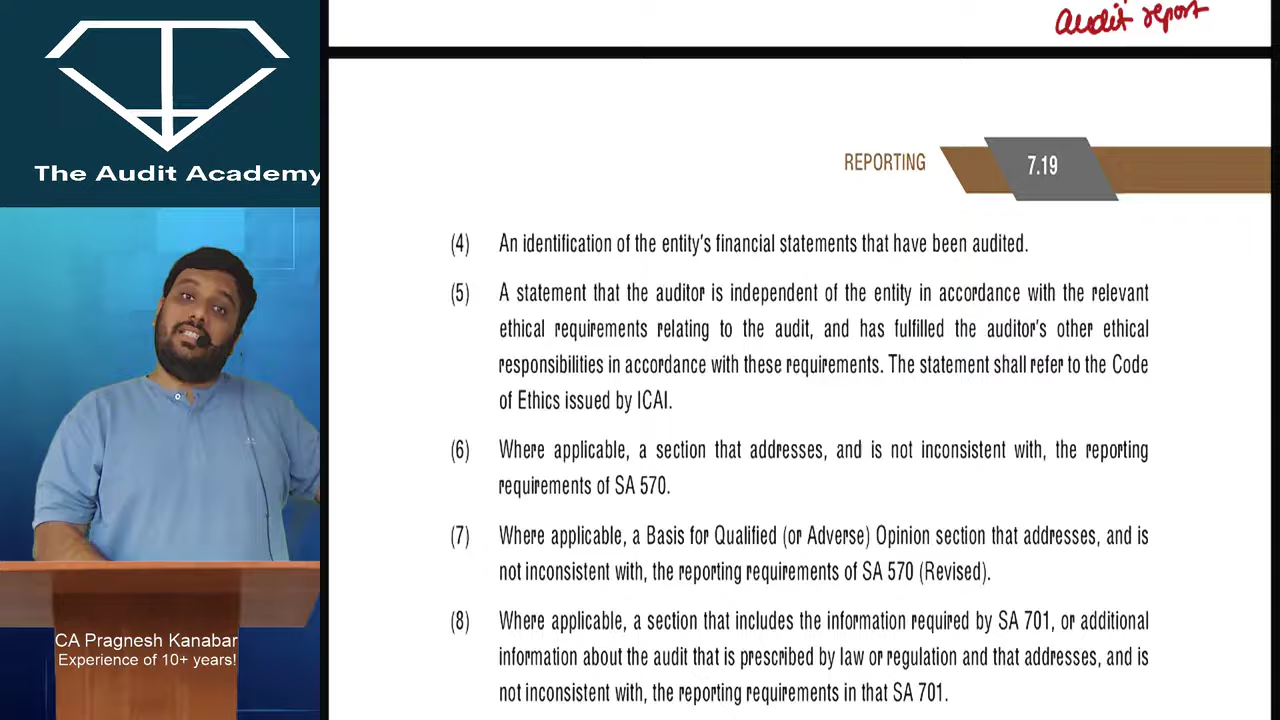 audit report
The Audit Academy
REPORTING
7.19
(4) An identification of the entity's financial statements that have been audited.
(5) A statement that the auditor is independent of the entity in accordance with the relevant
ethical requirements relating to the audit, and has fulfilled the auditor's other ethical
responsibilities in accordance with these requirements. The statement shall refer to the Code
of Ethics issued by ICAI.
(6) Where applicable, a section that addresses, and is not inconsistent with, the reporting
requirements of SA 570.
(7) Where applicable, a Basis for Qualified (or Adverse) Opinion section that addresses, and is
not inconsistent with, the reporting requirements of SA 570 (Revised).
(8) Where applicable, a section that includes the information required by SA 701, or additional
information about the audit that is prescribed by law or regulation and that addresses, and is
not inconsistent with, the reporting requirements in that SA 701.
CA Pragnesh Kanabar
Experience of 10+ years!